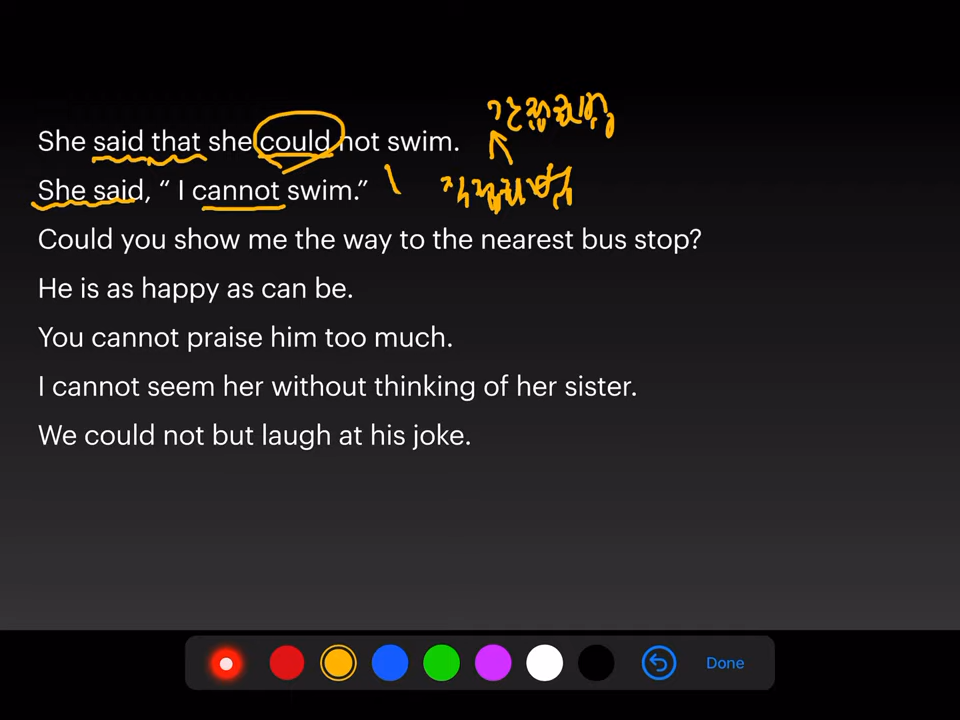 She said that she could not swim. 간접화법
She said, “ I cannot swim.” 직접화법
Could you show me the way to the nearest bus stop?
He is as happy as can be.
You cannot praise him too much.
I cannot seem her without thinking of her sister.
We could not but laugh at his joke.
Done